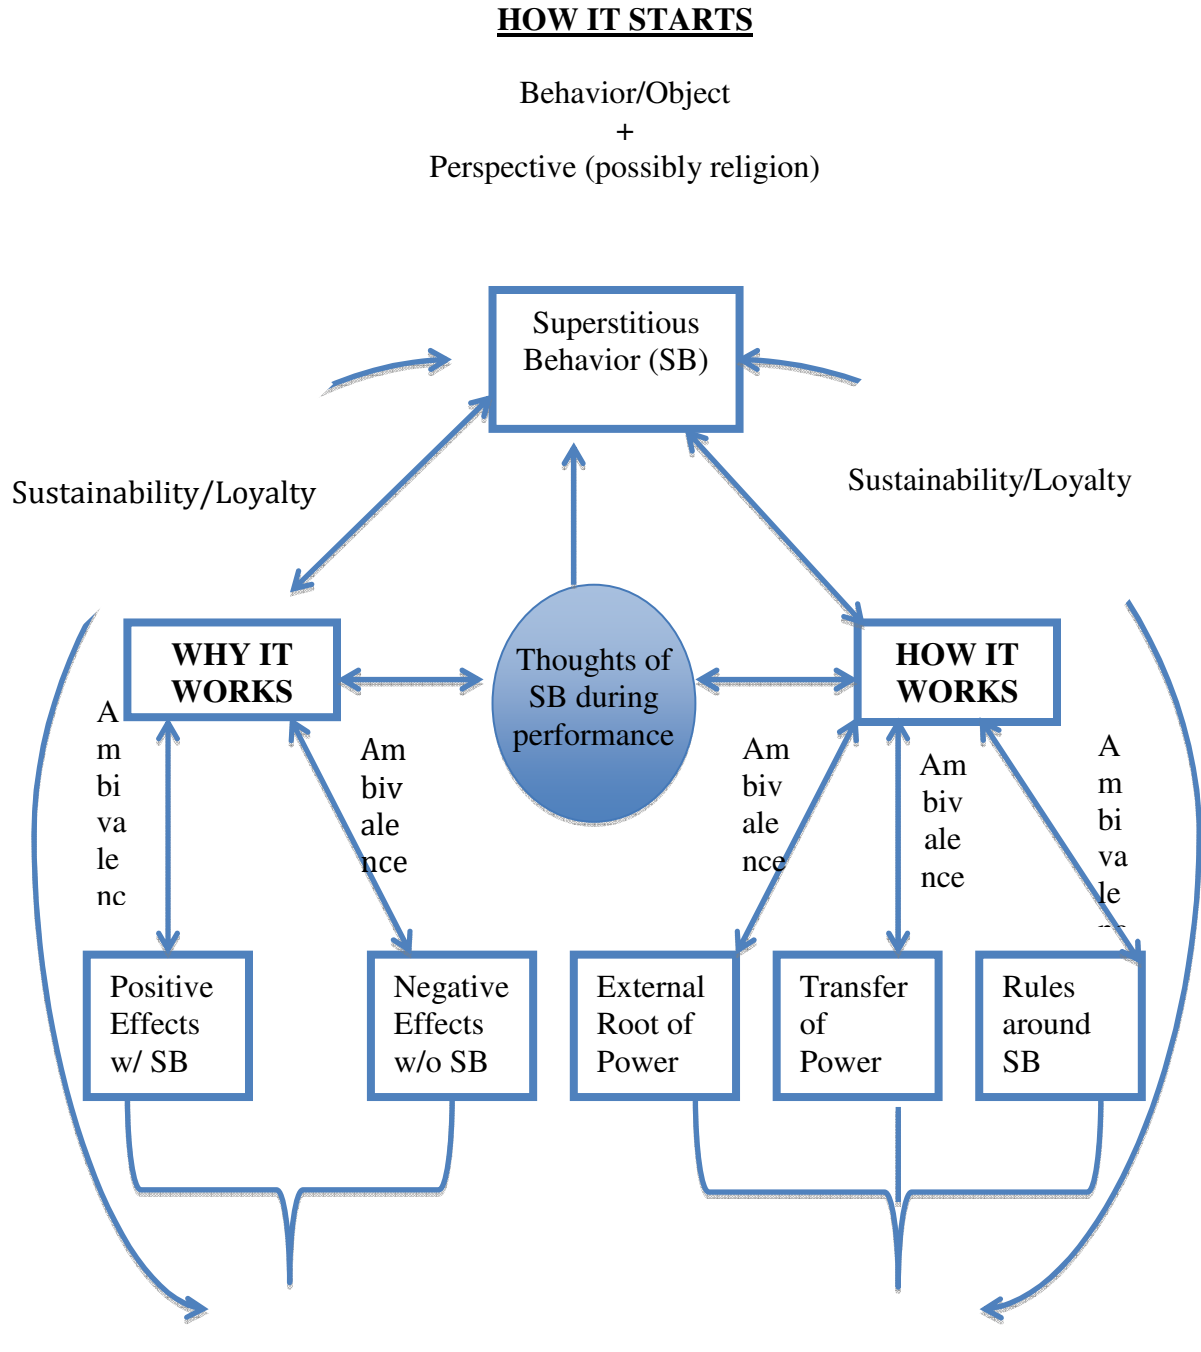 HOW IT STARTS
Behavior/Object
+
Perspective (possibly religion)
Superstitious
Behavior (SB)
Sustainability/Loyalty
Sustainability/Loyalty
WHY IT
WORKS
Thoughts of
SB during
performance
HOW IT
WORKS
A
m
bi
va
le
nc
Am
biv
ale
nce
Am
biv
ale
nce
Am
biv
ale
nce
A
m
bi
va
le
Positive
Effects
w/ SB
Negative
Effects
w/o SB
External
Root of
Power
Transfer
of
Power
Rules
around
SB